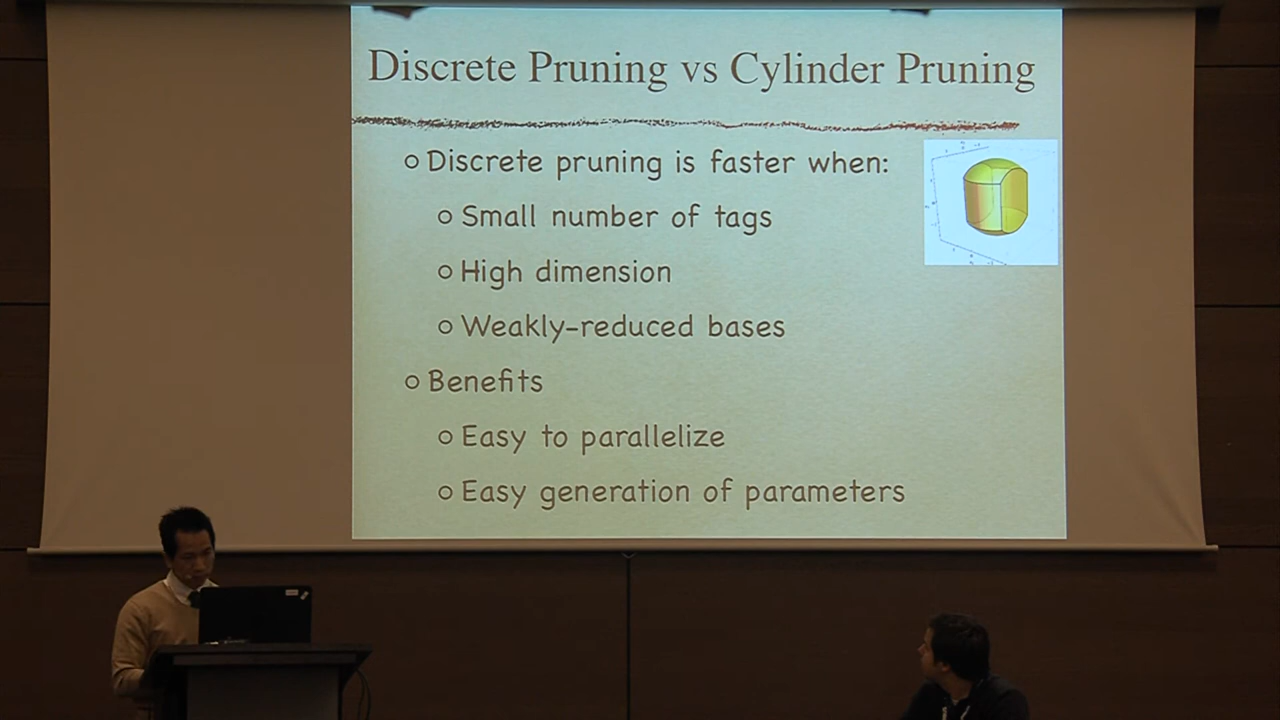 Discrete Pruning vs Cylinder Pruning
Discrete pruning is faster when:
Small number of tags
High dimension
Weakly-reduced bases
Benefits
Easy to parallelize
Easy generation of parameters